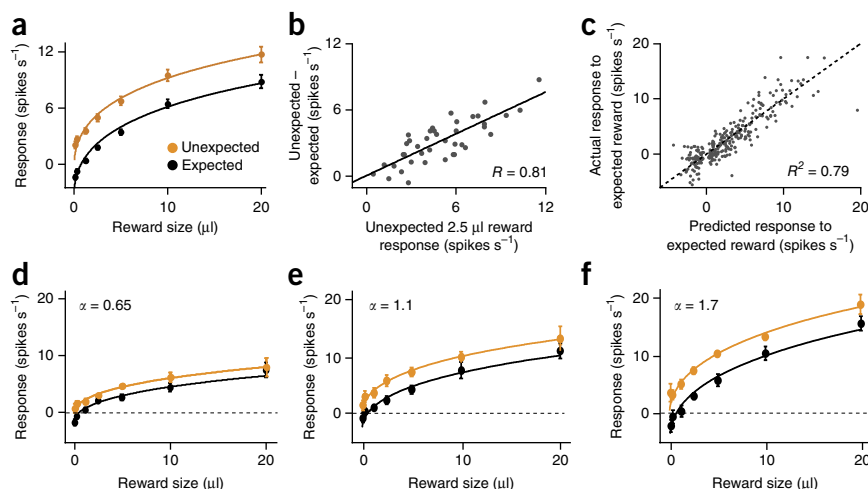 a
Response (spikes s⁻¹)
12
6
0
Unexpected
Expected
0
10
20
Reward size (μl)
b
Unexpected –
expected (spikes s⁻¹)
12
6
0
R = 0.81
0
6
12
Unexpected 2.5 μl reward
response (spikes s⁻¹)
c
Actual response to
expected reward (spikes s⁻¹)
20
10
0
R² = 0.79
0
10
20
Predicted response to
expected reward (spikes s⁻¹)
d
Response (spikes s⁻¹)
20
10
0
α = 0.65
0
10
20
Reward size (μl)
e
Response (spikes s⁻¹)
20
10
0
α = 1.1
0
10
20
Reward size (μl)
f
Response (spikes s⁻¹)
20
10
0
α = 1.7
0
10
20
Reward size (μl)